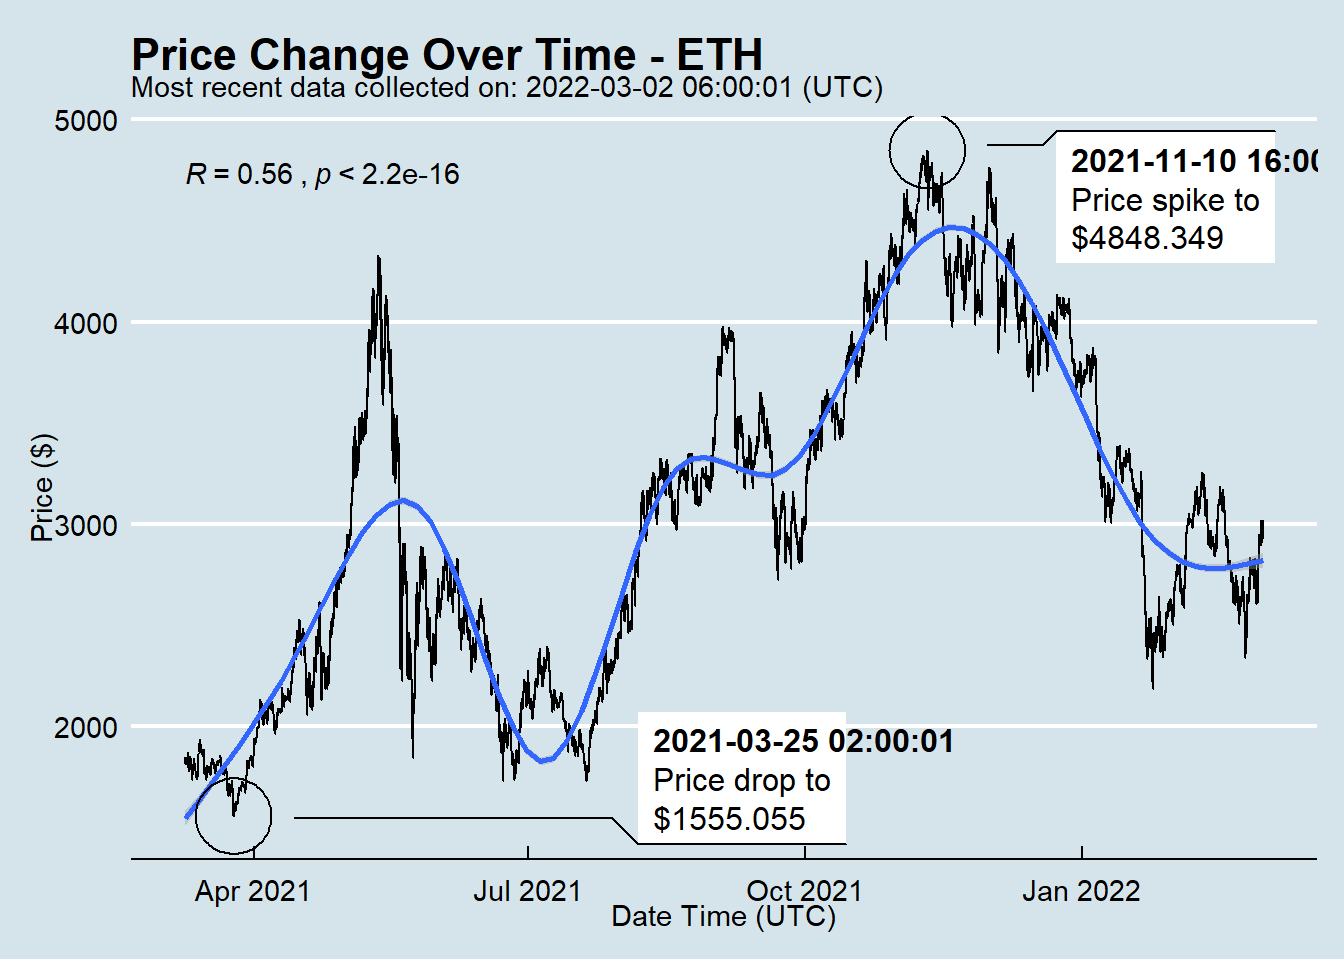 Price Change Over Time - ETH
Most recent data collected on: 2022-03-02 06:00:01 (UTC)
5000
R = 0.56 , p < 2.2e-16
2021-11-10 16:00
Price spike to
$4848.349
4000
Price ($)
3000
2000
2021-03-25 02:00:01
Price drop to
$1555.055
Apr 2021 Jul 2021 Oct 2021 Jan 2022
Date Time (UTC)